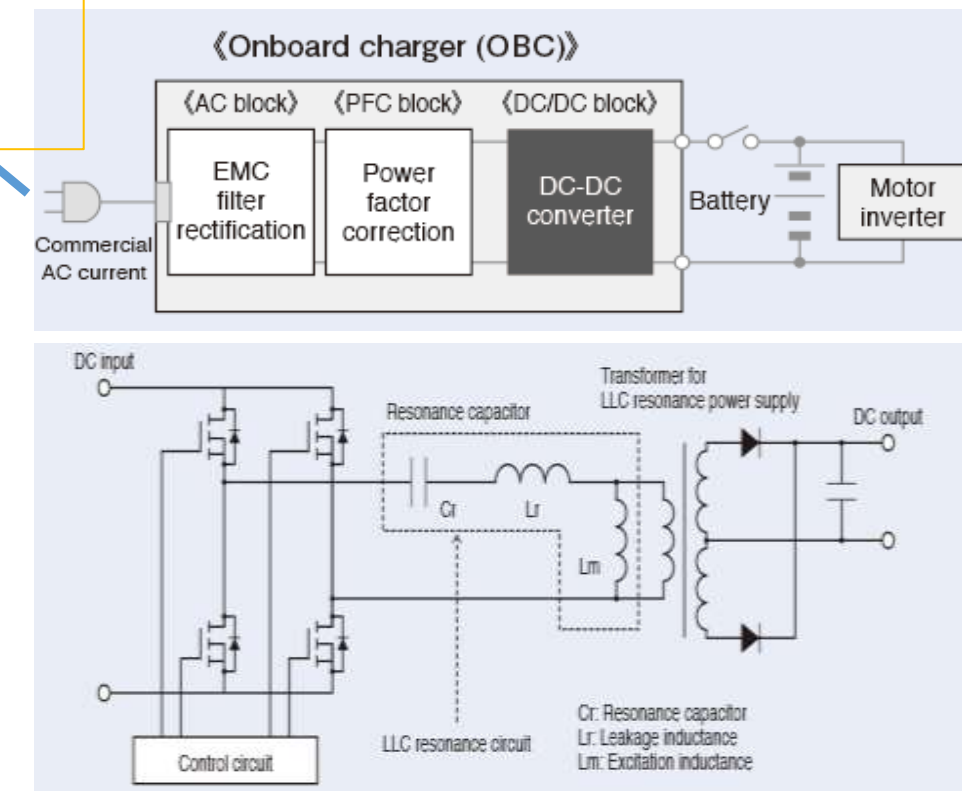 《Onboard charger (OBC)》
《AC block》 《PFC block》 《DC/DC block》
EMC
filter
rectification
Power
factor
correction
DC-DC
converter
Battery
Motor
inverter
Commercial
AC current
DC input
Resonance capacitor
Transformer for
LLC resonance power supply
DC output
Cr
Lr
Lm
Control circuit
LLC resonance circuit
Cr: Resonance capacitor
Lr: Leakage inductance
Lm: Excitation inductance